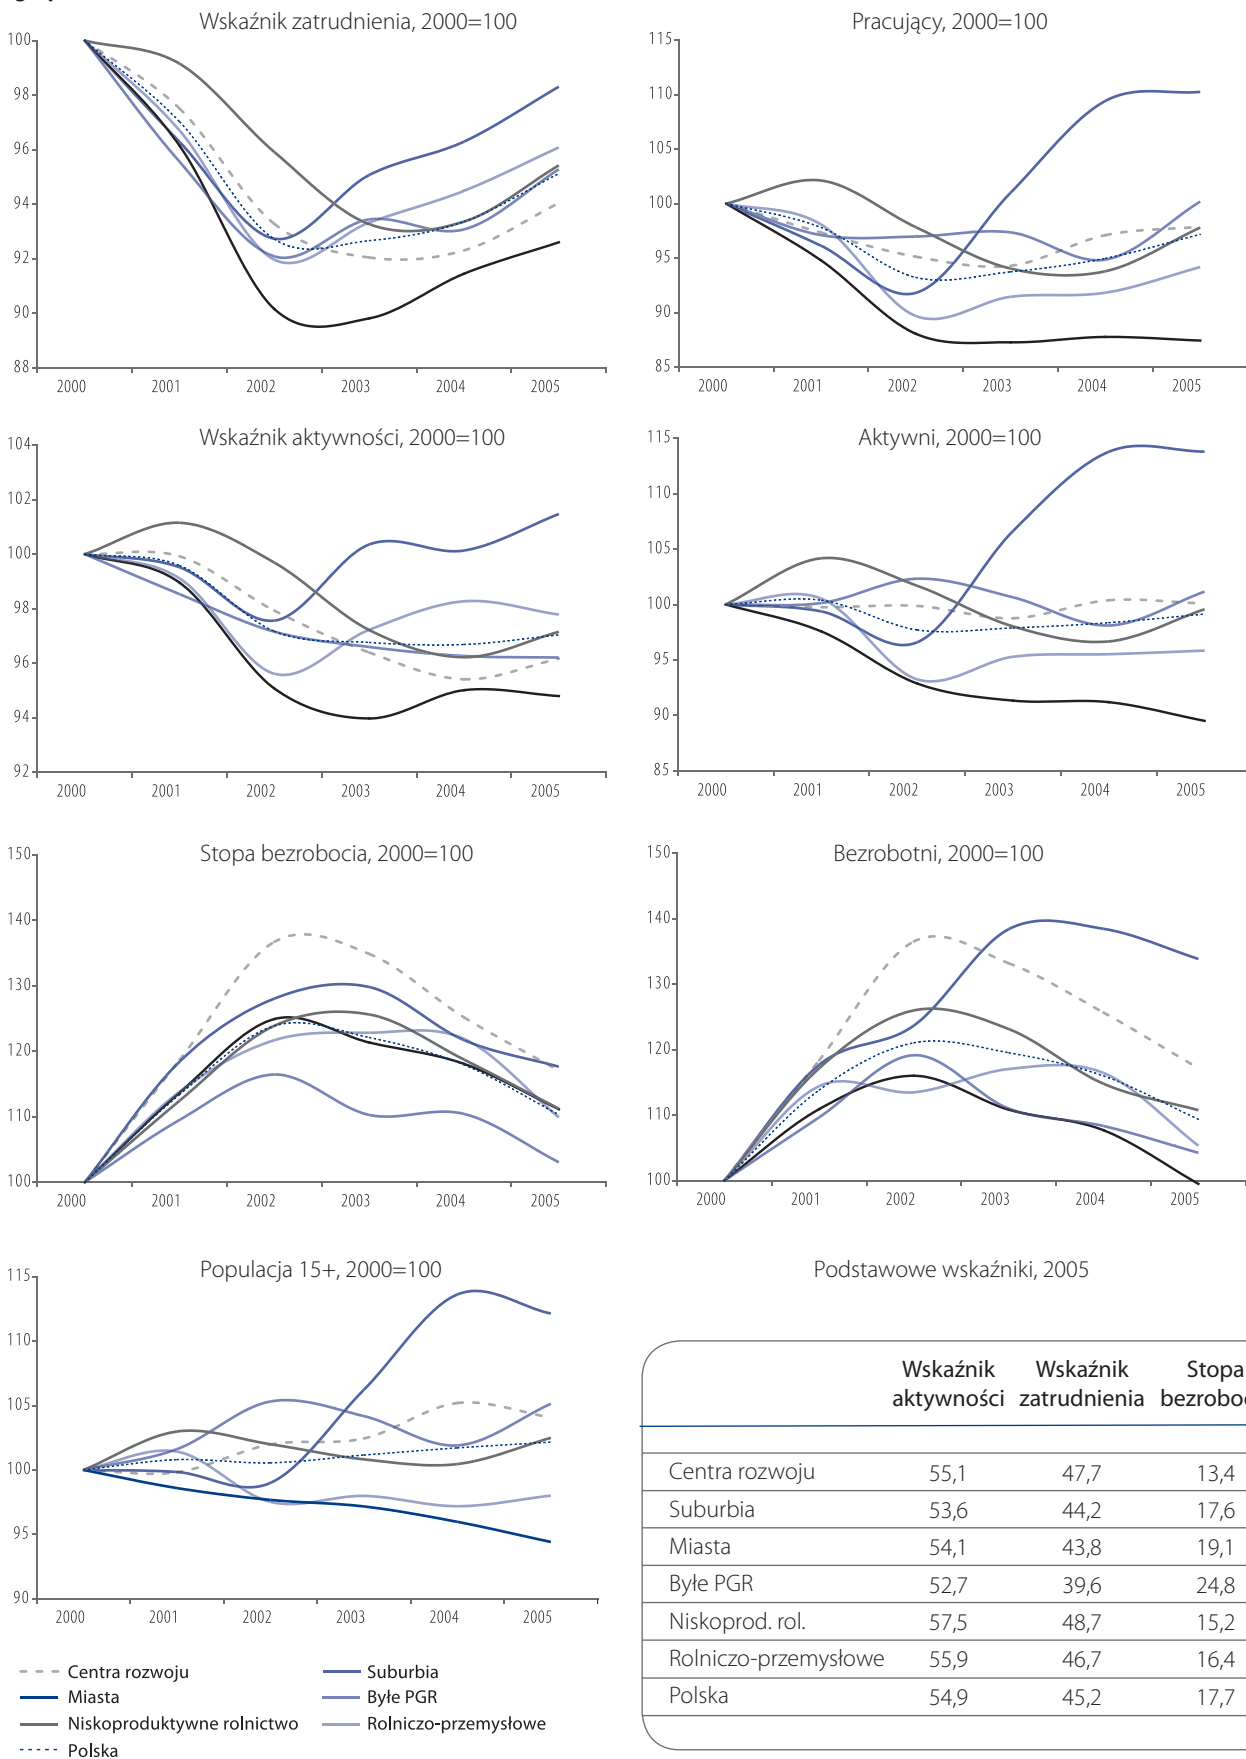 Wskaźnik zatrudnienia, 2000=100
100
98
96
94
92
90
88
2000 2001 2002 2003 2004 2005
Pracujący, 2000=100
115
110
105
100
95
90
85
2000 2001 2002 2003 2004 2005
Wskaźnik aktywności, 2000=100
104
102
100
98
96
94
92
2000 2001 2002 2003 2004 2005
Aktywni, 2000=100
115
110
105
100
95
90
85
2000 2001 2002 2003 2004 2005
Stopa bezrobocia, 2000=100
150
140
130
120
110
100
2000 2001 2002 2003 2004 2005
Bezrobotni, 2000=100
150
140
130
120
110
100
2000 2001 2002 2003 2004 2005
Populacja 15+, 2000=100
115
110
105
100
95
90
2000 2001 2002 2003 2004 2005
Centra rozwoju
Suburbia
Miasta
Byłe PGR
Niskoproduktywne rolnictwo
Rolniczo-przemysłowe
Polska
Podstawowe wskaźniki, 2005
Wskaźnik Wskaźnik Stopa
aktywności zatrudnienia bezroboc
Centra rozwoju 55,1 47,7 13,4
Suburbia 53,6 44,2 17,6
Miasta 54,1 43,8 19,1
Byłe PGR 52,7 39,6 24,8
Niskoprod. rol. 57,5 48,7 15,2
Rolniczo-przemysłowe 55,9 46,7 16,4
Polska 54,9 45,2 17,7